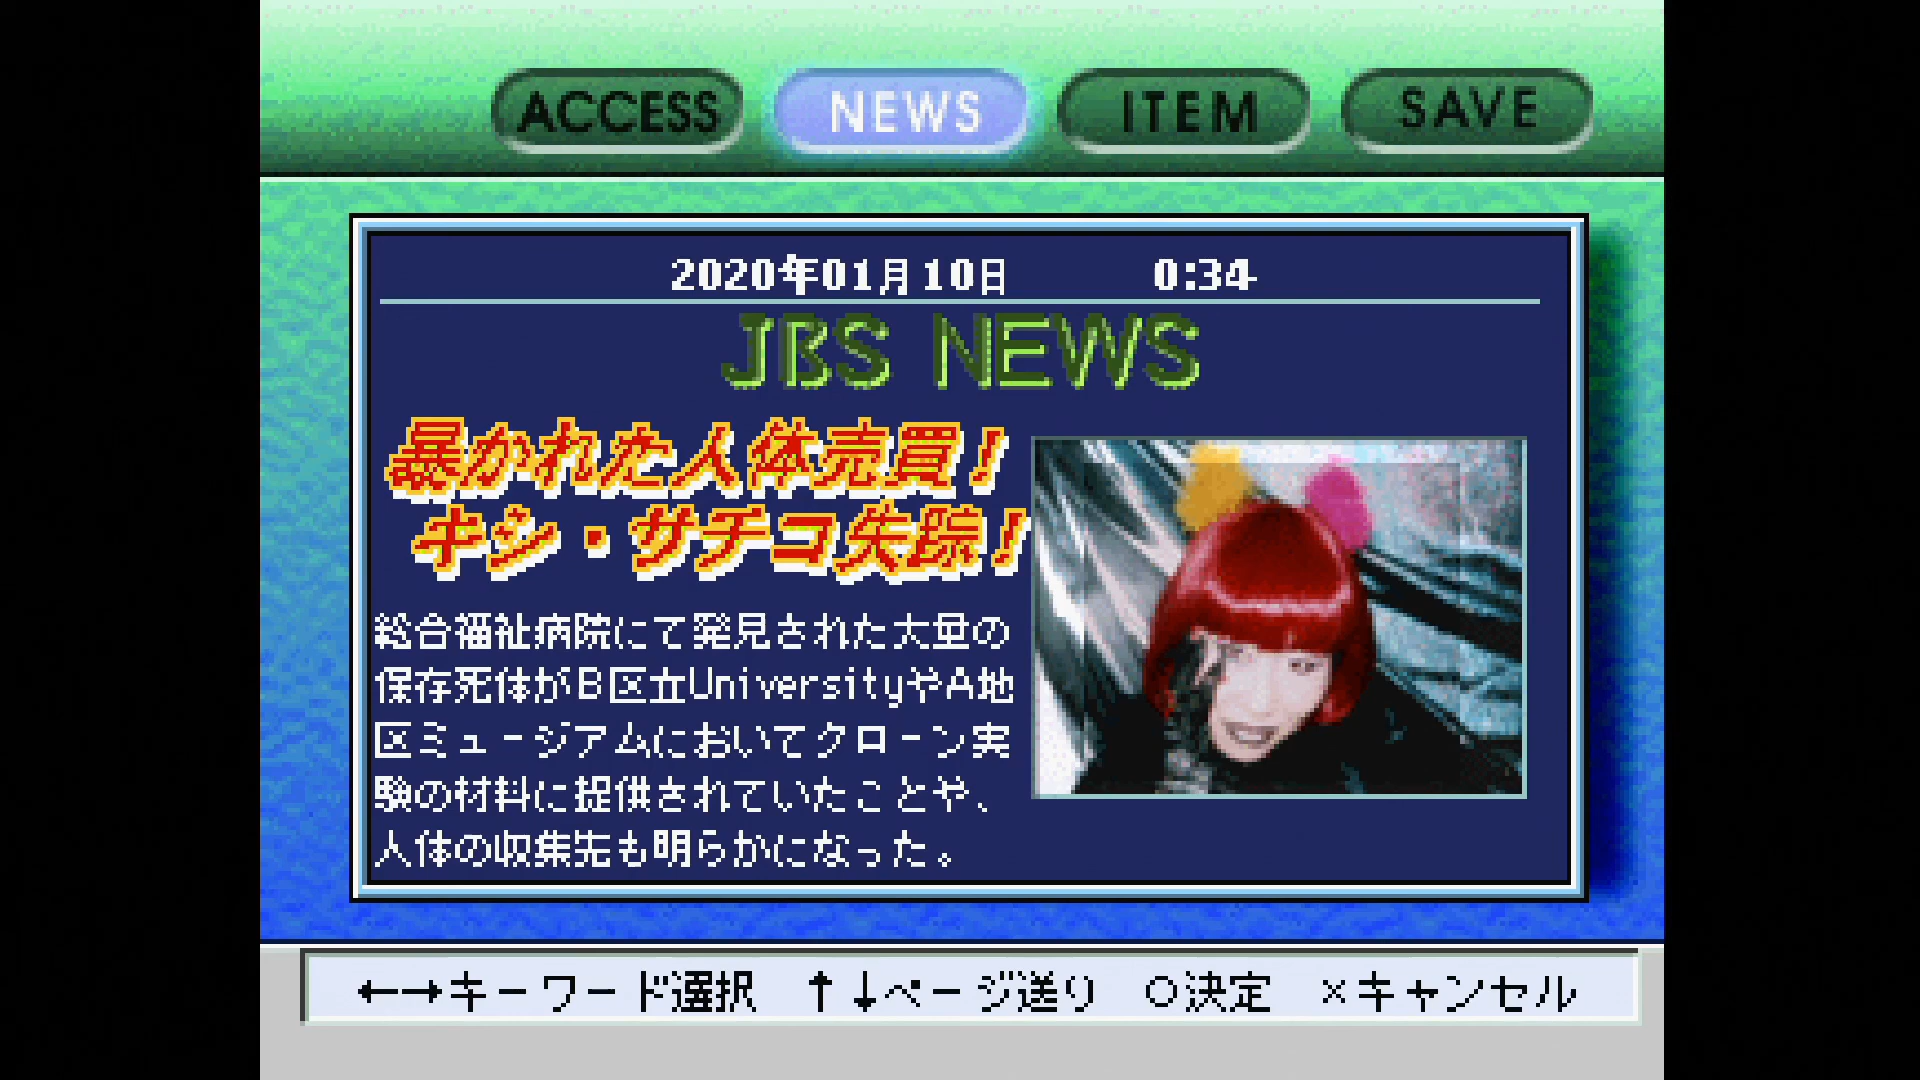 ACCESS NEWS ITEM SAVE
2020年01月10日 0:34
JBS NEWS
暴かれた人体売買!
キシ・サチコ失踪!
総合福祉病院にて発見された大量の
保存死体がB区立UniversityやA地
区ミュージアムにおいてクローン実
験の材料に提供されていたことや、
人体の収集先も明らかになった。
←→キーワード選択 ↑↓ページ送り ○決定 ×キャンセル